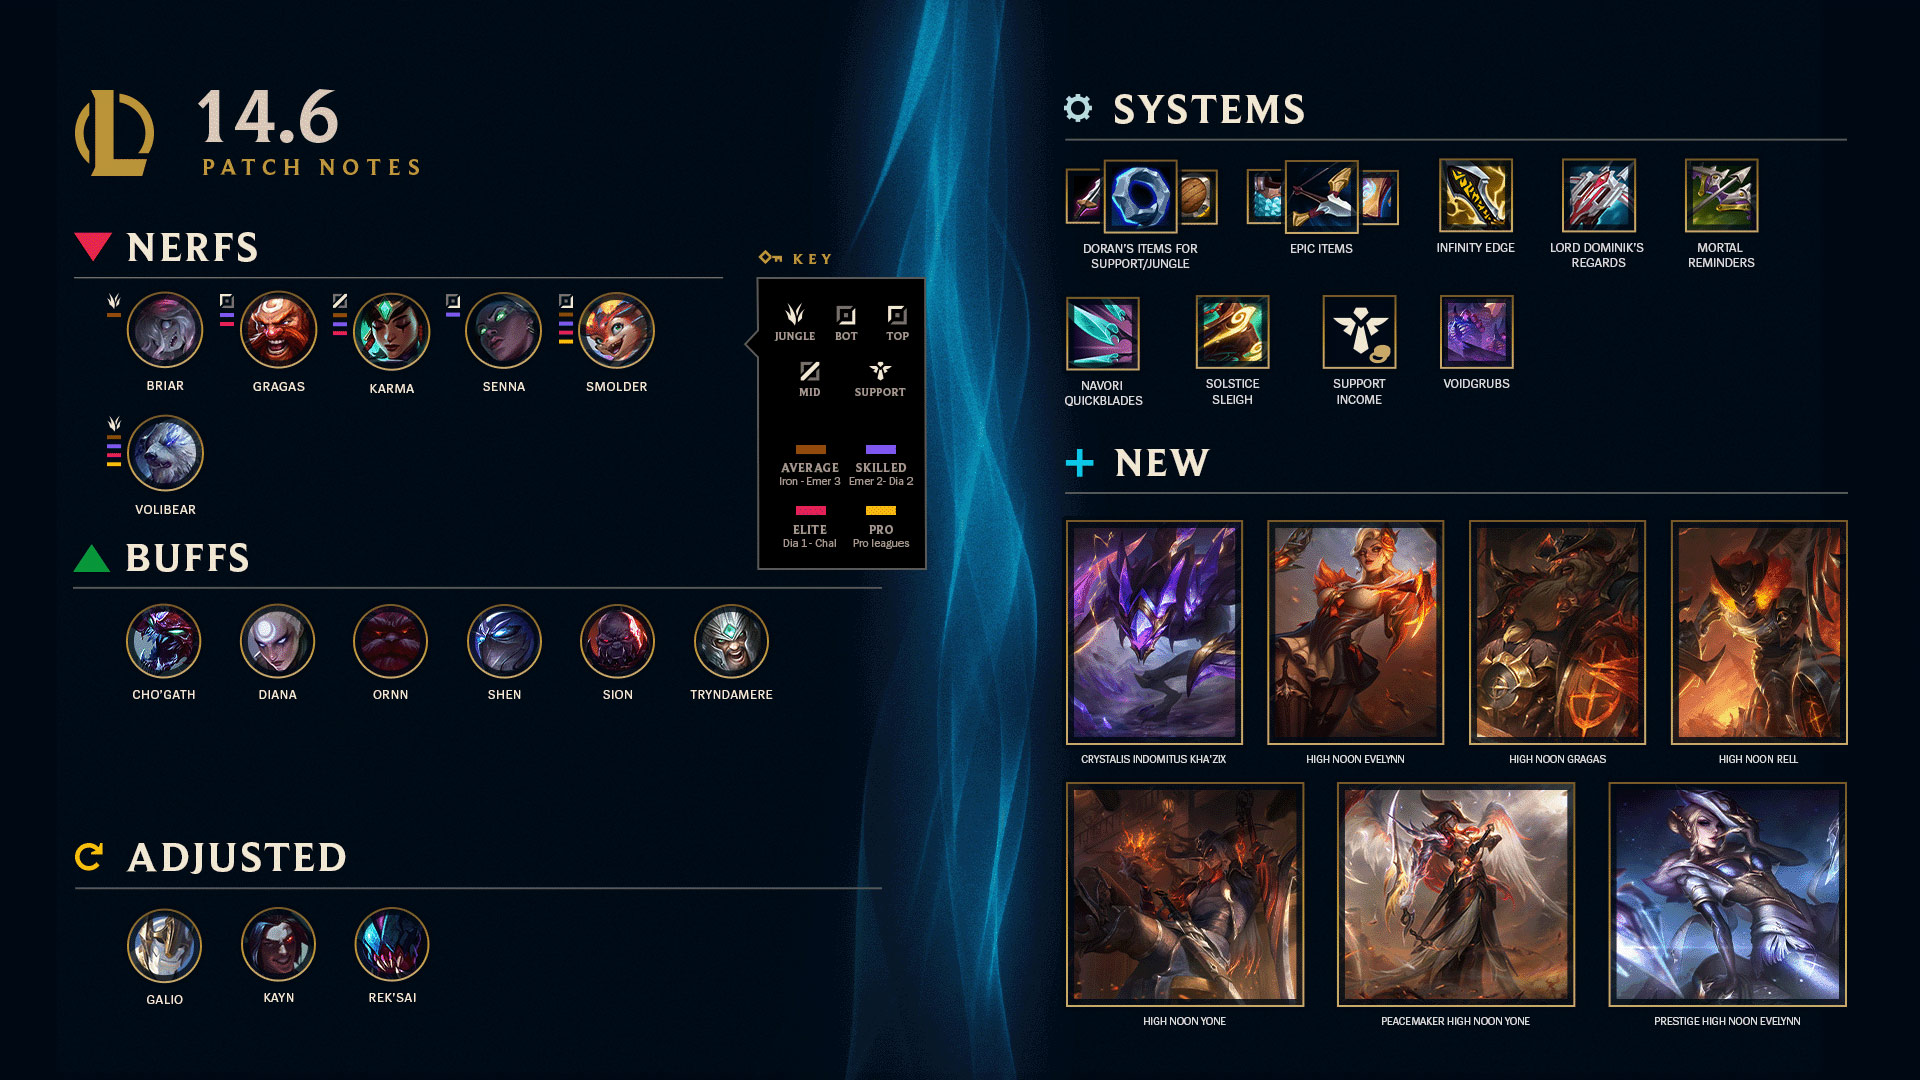 14.6
PATCH NOTES
NERFS
BRIAR
GRAGAS
KARMA
SENNA
SMOLDER
VOLIBEAR
KEY
JUNGLE
BOT
TOP
MID
SUPPORT
AVERAGE
Iron - Emer 3
SKILLED
Emer 2- Dia 2
ELITE
Dia 1 - Chal
PRO
Pro leagues
BUFFS
CHO'GATH
DIANA
ORNN
SHEN
SION
TRYNDAMERE
ADJUSTED
GALIO
KAYN
REK'SAI
SYSTEMS
DORAN'S ITEMS FOR
SUPPORT/JUNGLE
EPIC ITEMS
INFINITY EDGE
LORD DOMINIK'S
REGARDS
MORTAL
REMINDERS
NAVORI
QUICKBLADES
SOLSTICE
SLEIGH
SUPPORT
INCOME
VOIDGRUBS
NEW
CRYSTALIS INDOMITUS KHA'ZIX
HIGH NOON EVELYNN
HIGH NOON GRAGAS
HIGH NOON RELL
HIGH NOON YONE
PEACEMAKER HIGH NOON YONE
PRESTIGE HIGH NOON EVELYNN